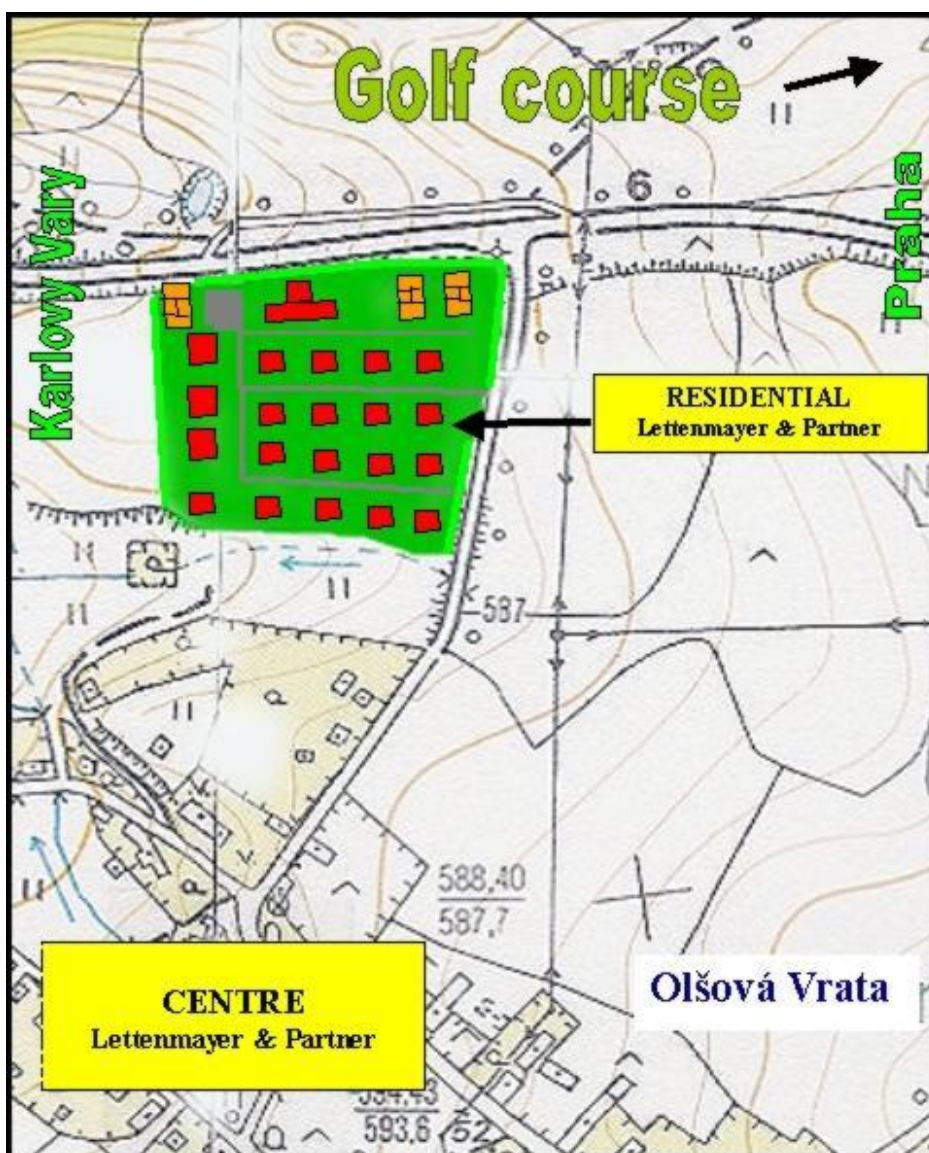 Golf course
6
Karlovy Vary
Praha
RESIDENTIAL
Lettenmayer & Partner
587
588,40
587,7
Olšová Vrata
CENTRE
Lettenmayer & Partner
593,6